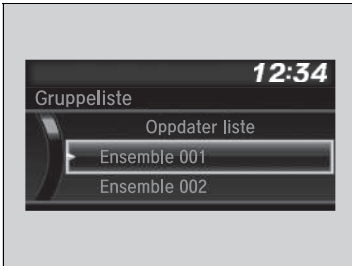 12:34
Gruppeliste
Oppdater liste
Ensemble 001
Ensemble 002